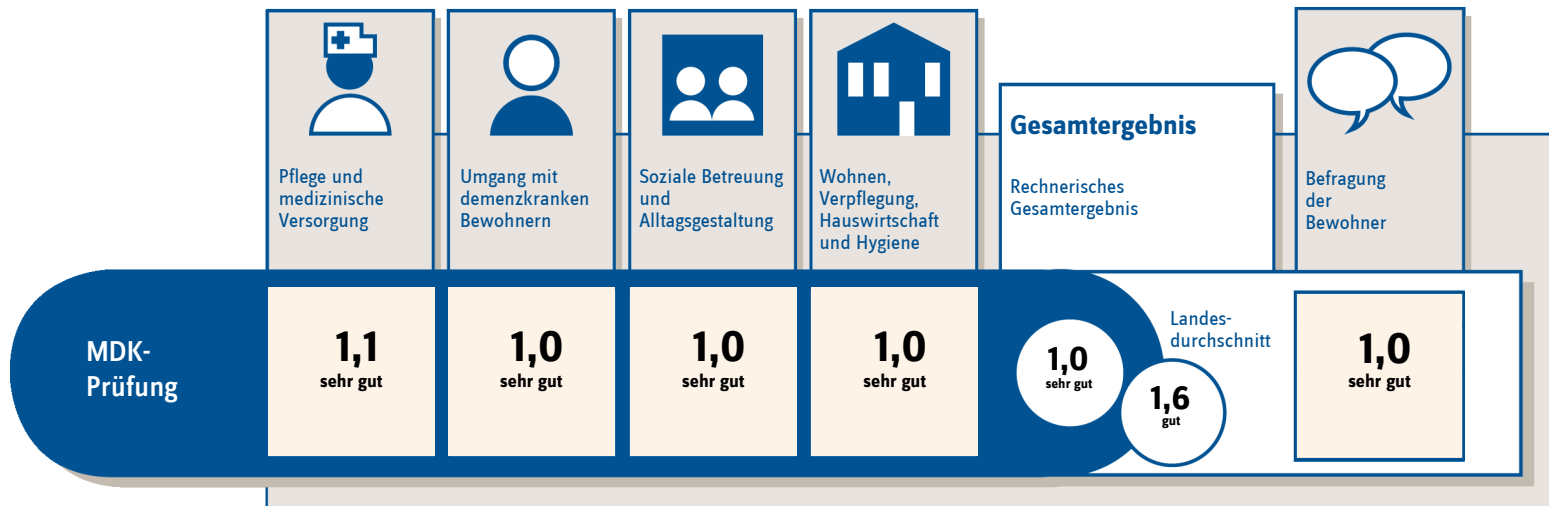 Pflege und
medizinische
Versorgung
Umgang mit
demenzkranken
Bewohnern
Soziale Betreuung
und
Alltagsgestaltung
Wohnen,
Verpflegung,
Hauswirtschaft
und Hygiene
Gesamtergebnis
Rechnerisches
Gesamtergebnis
Befragung
der
Bewohner
MDK-
Prüfung
1,1
sehr gut
1,0
sehr gut
1,0
sehr gut
1,0
sehr gut
1,0
sehr gut
Landes-
durchschnitt
1,6
gut
1,0
sehr gut